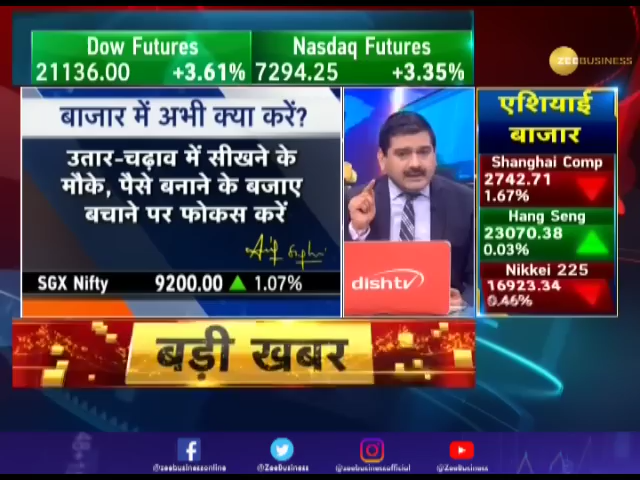 Dow Futures
21136.00 +3.61%
Nasdaq Futures
7294.25 +3.35%
ZEEBUSINESS
बाजार में अभी क्या करें?
उतार-चढ़ाव में सीखने के
मौके, पैसे बनाने के बजाए
बचाने पर फोकस करें
SGX Nifty 9200.00 1.07%
dishtv
एशियाई
बाजार
Shanghai Comp
2742.71
1.67%
Hang Seng
23070.38
0.03%
Nikkei 225
16923.34
0.46%
बड़ी खबर
@zeebusinessonline
@ZeeBusiness
@zeebusinessofficial
@ZeeBusiness